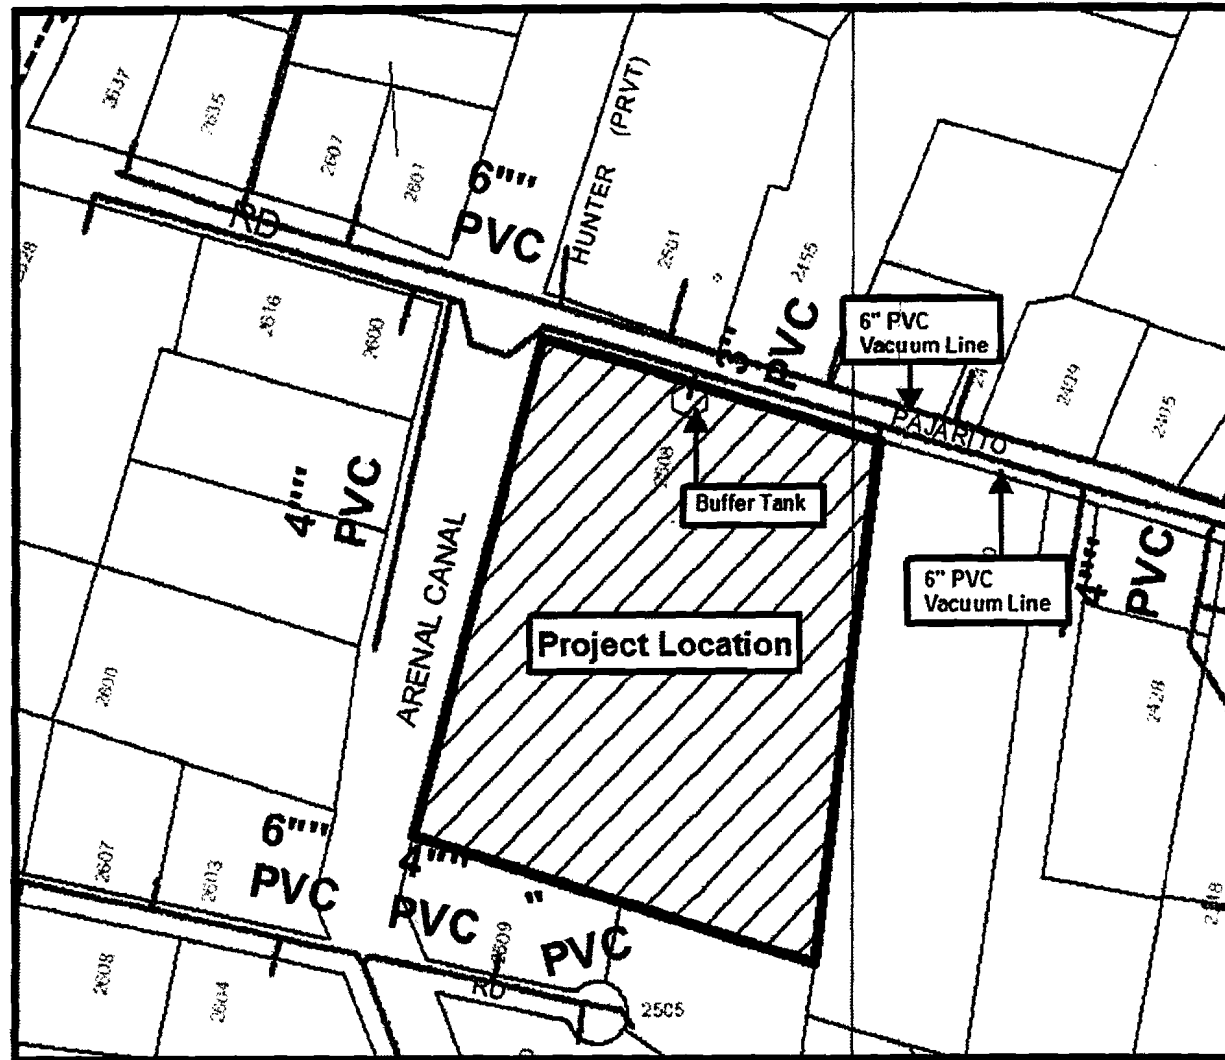 3637
2635
2607
2601
6""
PVC
HUNTER (PRVT)
2501
2455
RD
2616
2600
3"
PVC
6" PVC
Vacuum Line
2409
2405
PAJARITO
2508
Buffer Tank
4""
PVC
ARENAL CANAL
6" PVC
Vacuum Line
4""
PVC
Project Location
2600
2428
6""
PVC
4""
PVC
"
PVC
2607
2603
2609
RD
2608
2604
2505